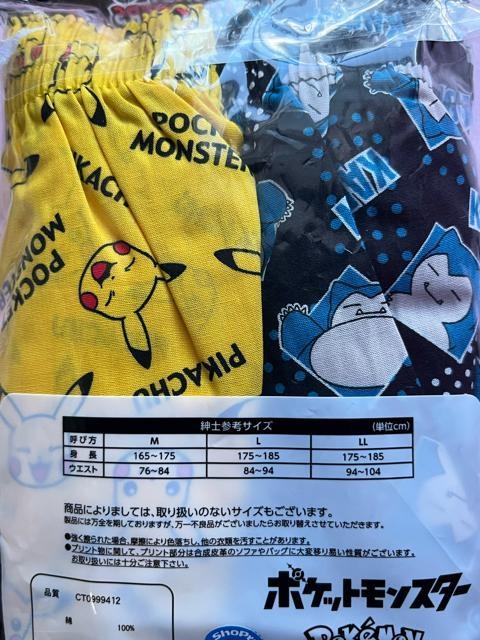 POCK
MONSTE
PIKACH
POCKE
MONS
PIKACHU
KA
紳士参考サイズ (単位cm)
呼び方 M L LL
身長 165~175 175~185 175~185
ウエスト 76~84 84~94 94~104
商品によりましては、取り扱いのないサイズもございます。
製品には万全を期しておりますが、万一不良品がございましたらお取り替えさせていただきます。
●強く擦られた場合、摩擦により色落ちし、他の衣類を汚すことがあります。
●プリント物に関して、プリント部分は合成皮革のソファやバッグに大変移り易い性質がございます。
お取り扱いには十分ご注意下さい。
品質 CT0999412
綿 100%
ポケットモンスター
ShoPro
POKÉMON